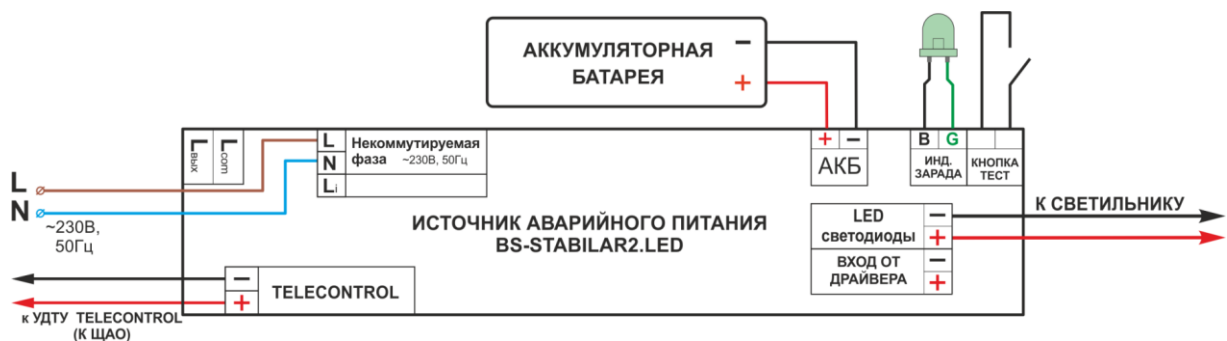 АККУМУЛЯТОРНАЯ −
БАТАРЕЯ +
Lвых
Lcom
L
N
Li
Некоммутируемая
фаза ~230В, 50Гц
+ −
АКБ
B G
ИНД.
ЗАРАДА
КНОПКА
ТЕСТ
L
N
~230В,
50Гц
ИСТОЧНИК АВАРИЙНОГО ПИТАНИЯ
BS-STABILAR2.LED
LED −
светодиоды +
ВХОД ОТ −
ДРАЙВЕРА +
К СВЕТИЛЬНИКУ
−
+
TELECONTROL
к УДТУ TELECONTROL
(К ЩАО)